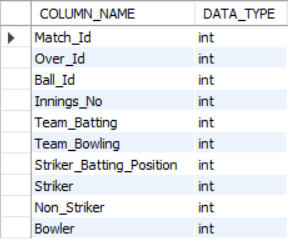 COLUMN_NAME DATA_TYPE
Match_Id int
Over_Id int
Ball_Id int
Innings_No int
Team_Batting int
Team_Bowling int
Striker_Batting_Position int
Striker int
Non_Striker int
Bowler int